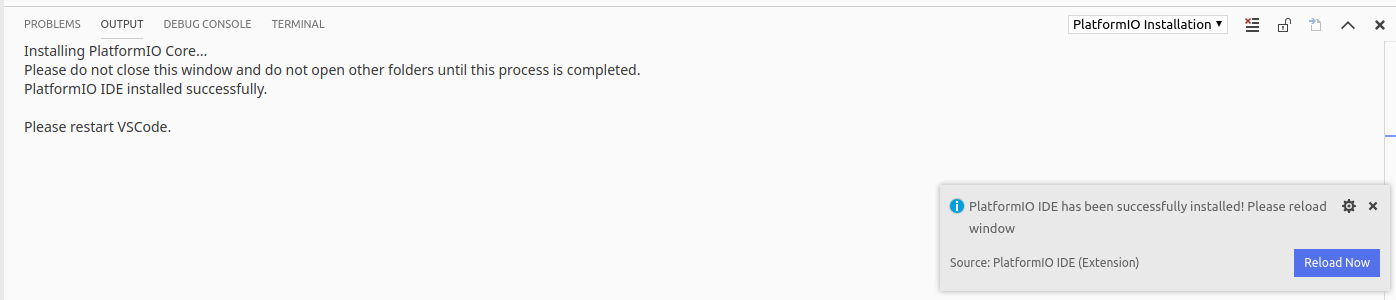 PROBLEMS OUTPUT DEBUG CONSOLE TERMINAL PlatformIO Installation
Installing PlatformIO Core...
Please do not close this window and do not open other folders until this process is completed.
PlatformIO IDE installed successfully.
Please restart VSCode.
PlatformIO IDE has been successfully installed! Please reload
window
Source: PlatformIO IDE (Extension) Reload Now